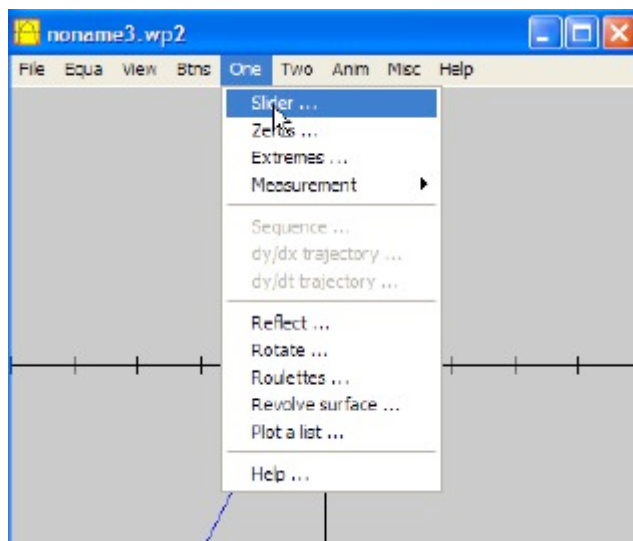 noname3.wp2
File Equa View Btns One Two Anim Misc Help
Slider ...
Zeros ...
Extremes ...
Measurement
Sequence ...
dy/dx trajectory ...
dy/dt trajectory ...
Reflect ...
Rotate ...
Roulettes ...
Revolve surface ...
Plot a list ...
Help ...